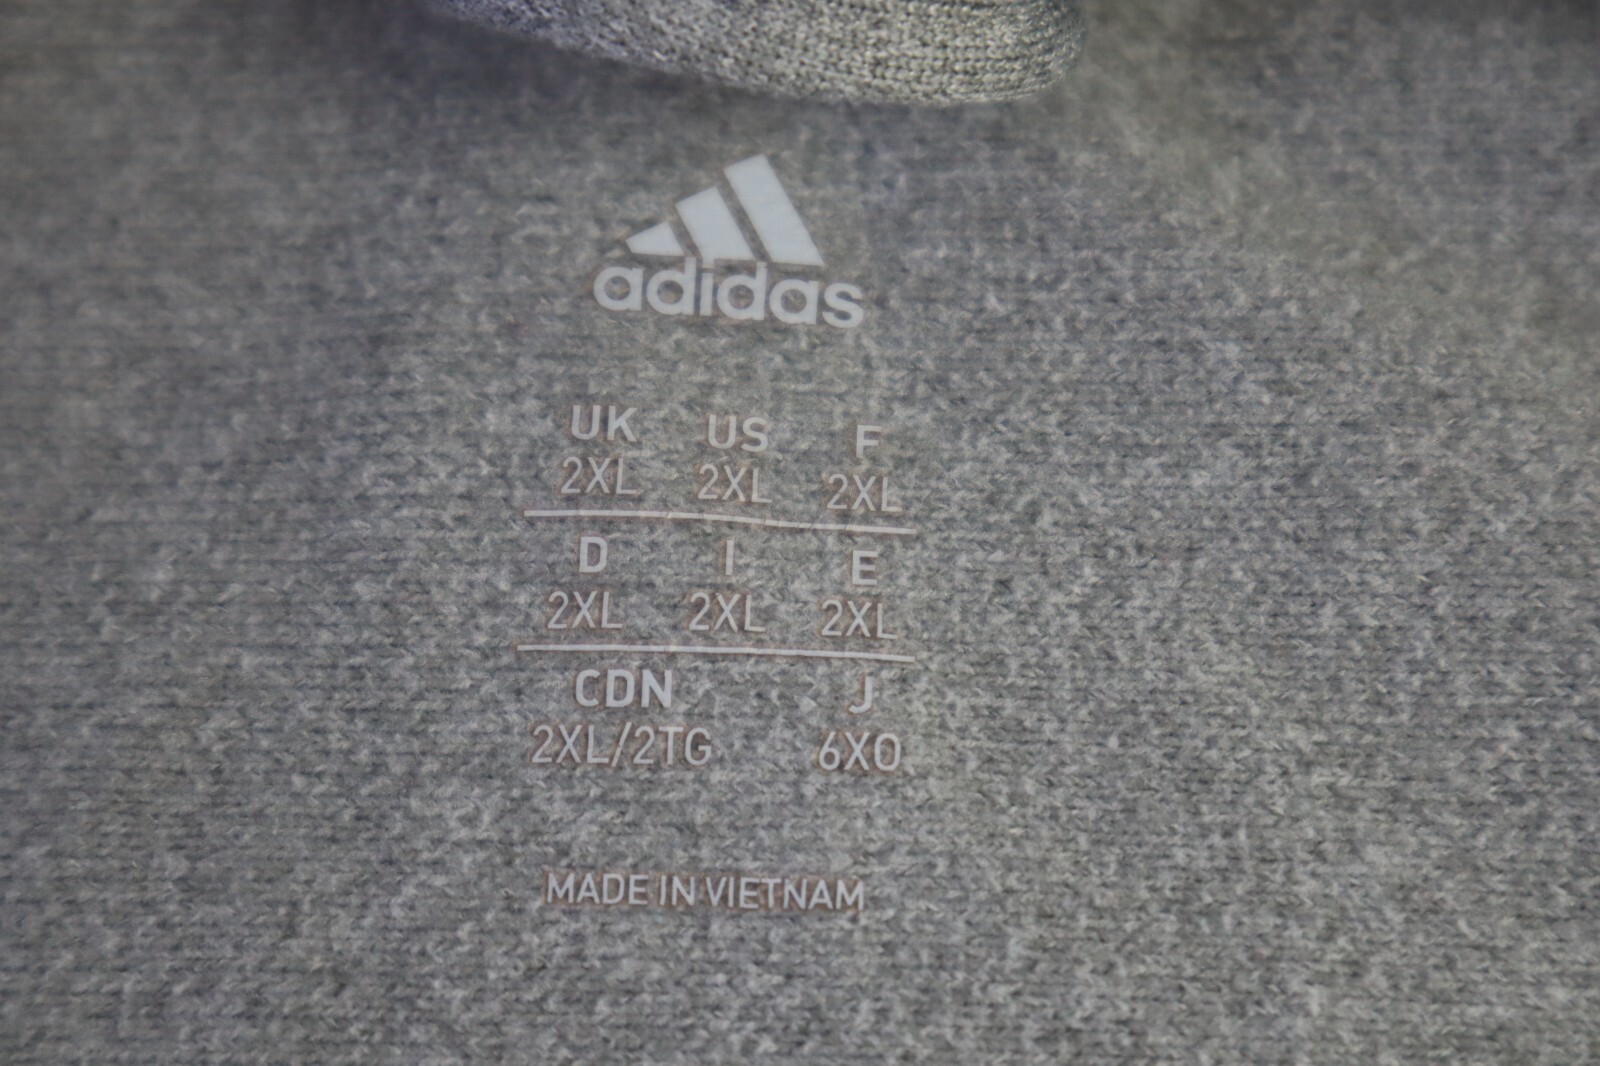 adidas
UK US F
2XL 2XL 2XL
D I E
2XL 2XL 2XL
CDN J
2XL/2TG 6XO
MADE IN VIETNAM